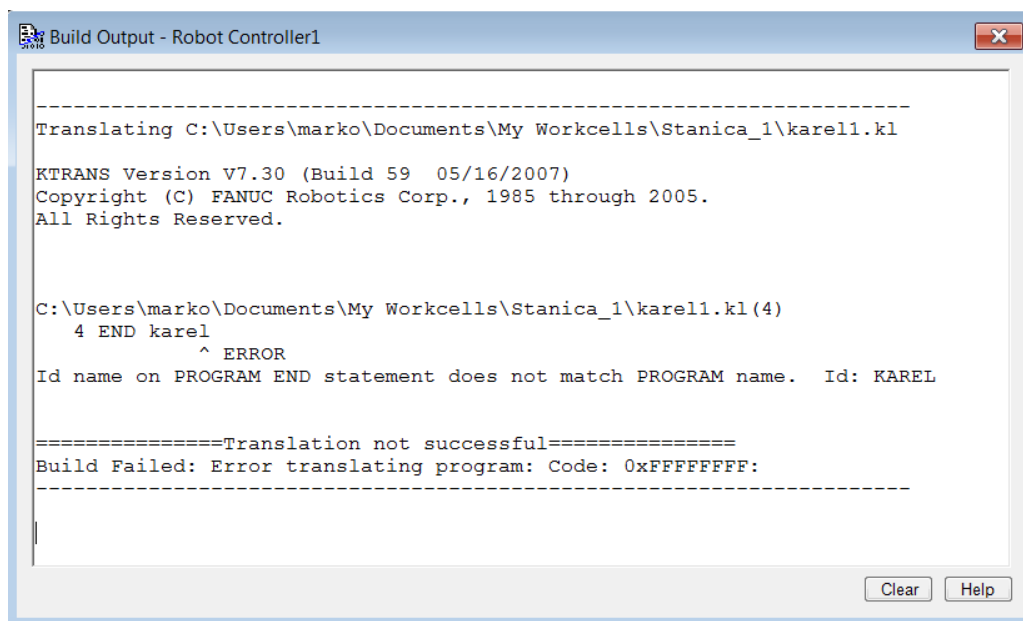 Build Output - Robot Controller1
----------------------------------------------------------------------
Translating C:\Users\marko\Documents\My Workcells\Stanica_1\karel1.kl
KTRANS Version V7.30 (Build 59  05/16/2007)
Copyright (C) FANUC Robotics Corp., 1985 through 2005.
All Rights Reserved.
C:\Users\marko\Documents\My Workcells\Stanica_1\karel1.kl(4)
   4 END karel
             ^ ERROR
Id name on PROGRAM END statement does not match PROGRAM name.  Id: KAREL
===============Translation not successful===============
Build Failed: Error translating program: Code: 0xFFFFFFFF:
----------------------------------------------------------------------
Clear Help